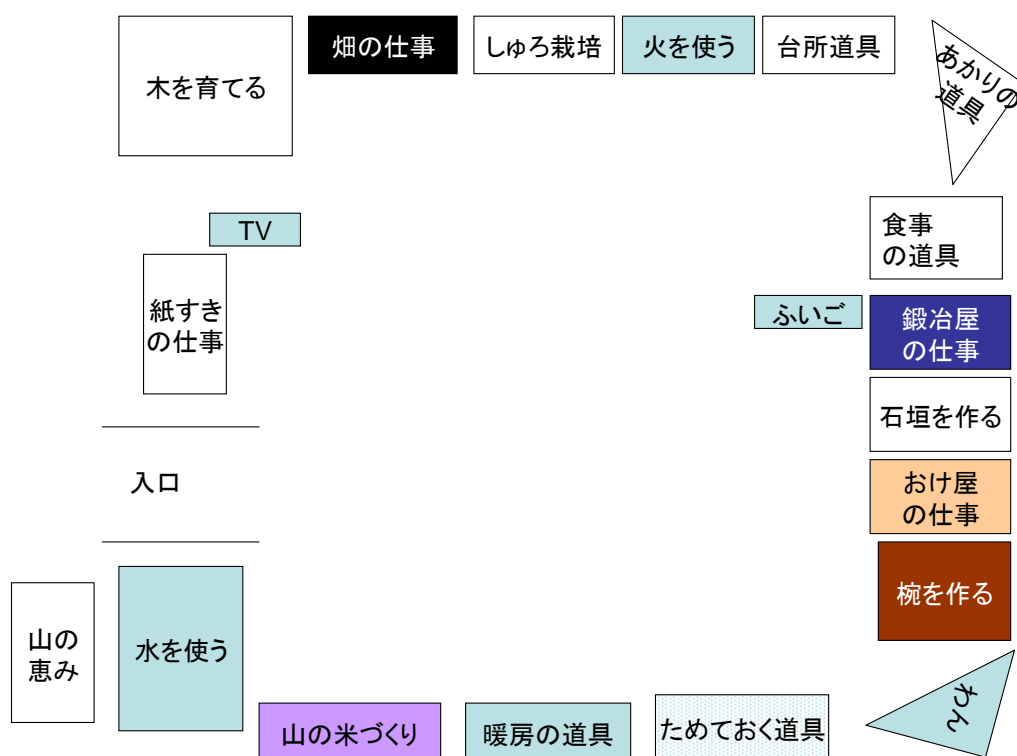 木を育てる
畑の仕事
しゅろ栽培
火を使う
台所道具
あかりの
道具
TV
食事
の道具
紙すき
の仕事
ふいご
鍛冶屋
の仕事
石垣を作る
入口
おけ屋
の仕事
椀を作る
山の
恵み
水を使う
わん
山の米づくり
暖房の道具
ためておく道具